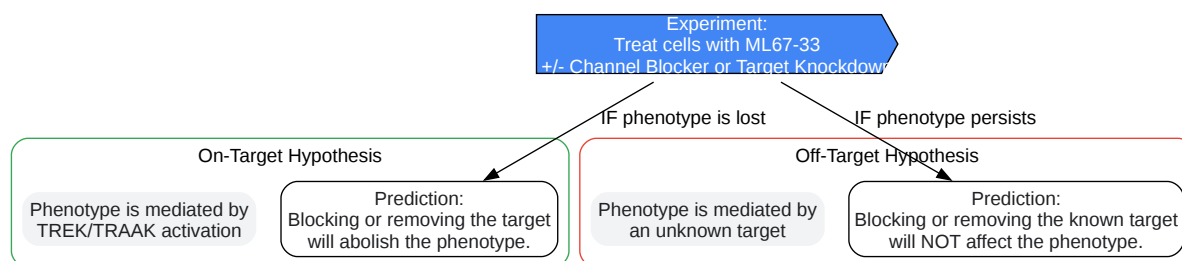 Experiment:
Treat cells with ML67-33
+/- Channel Blocker or Target Knockdown
IF phenotype is lost
IF phenotype persists
On-Target Hypothesis
Phenotype is mediated by
TREK/TRAAK activation
Prediction:
Blocking or removing the target
will abolish the phenotype.
Off-Target Hypothesis
Phenotype is mediated by
an unknown target
Prediction:
Blocking or removing the known target
will NOT affect the phenotype.